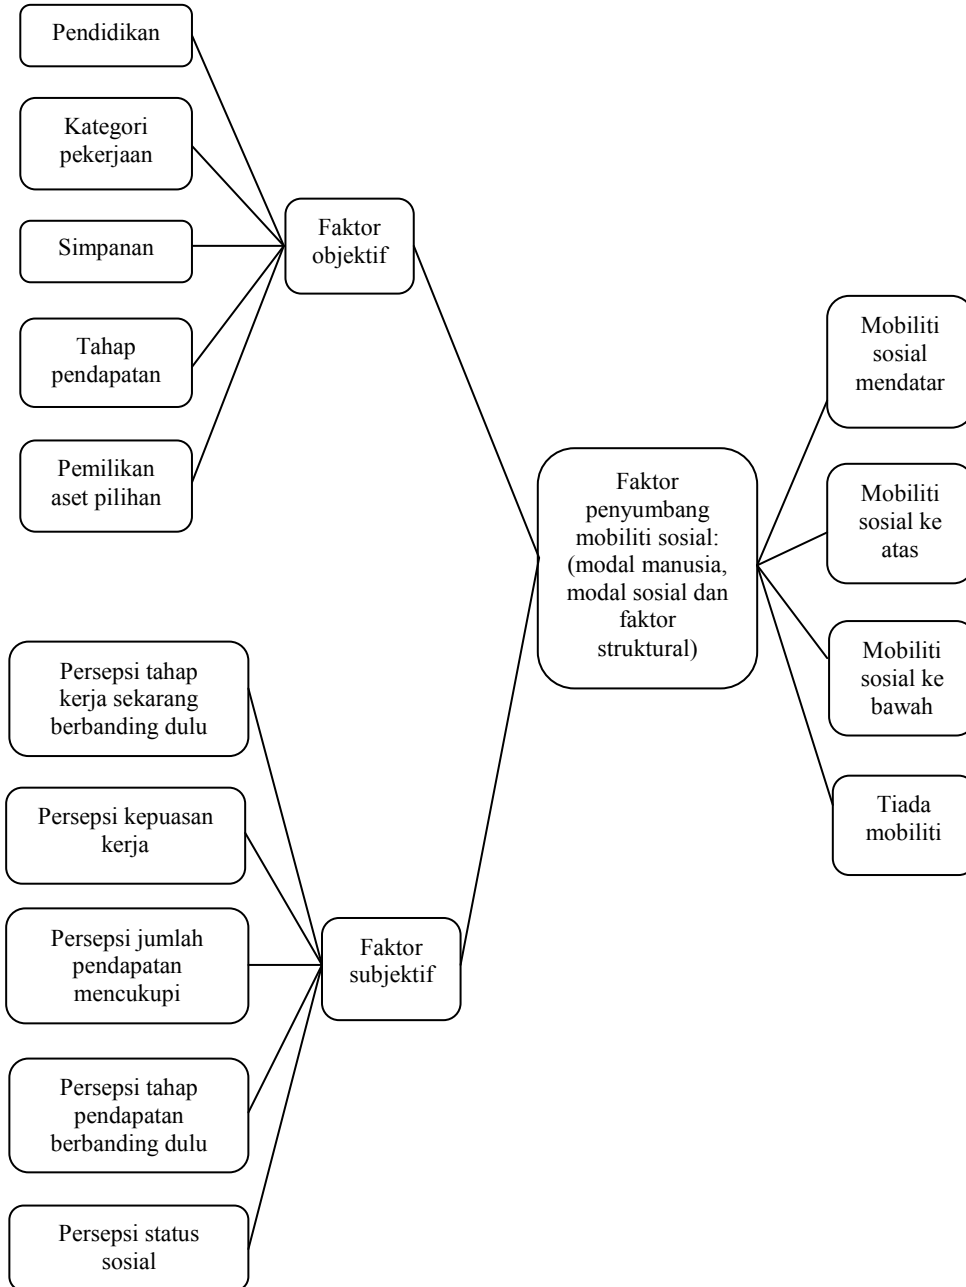 Pendidikan
Kategori
pekerjaan
Simpanan
Tahap
pendapatan
Pemilikan
aset pilihan
Faktor
objektif
Persepsi tahap
kerja sekarang
berbanding dulu
Persepsi kepuasan
kerja
Persepsi jumlah
pendapatan
mencukupi
Persepsi tahap
pendapatan
berbanding dulu
Persepsi status
sosial
Faktor
subjektif
Faktor
penyumbang
mobiliti sosial:
(modal manusia,
modal sosial dan
faktor
struktural)
Mobiliti
sosial
mendatar
Mobiliti
sosial ke
atas
Mobiliti
sosial ke
bawah
Tiada
mobiliti